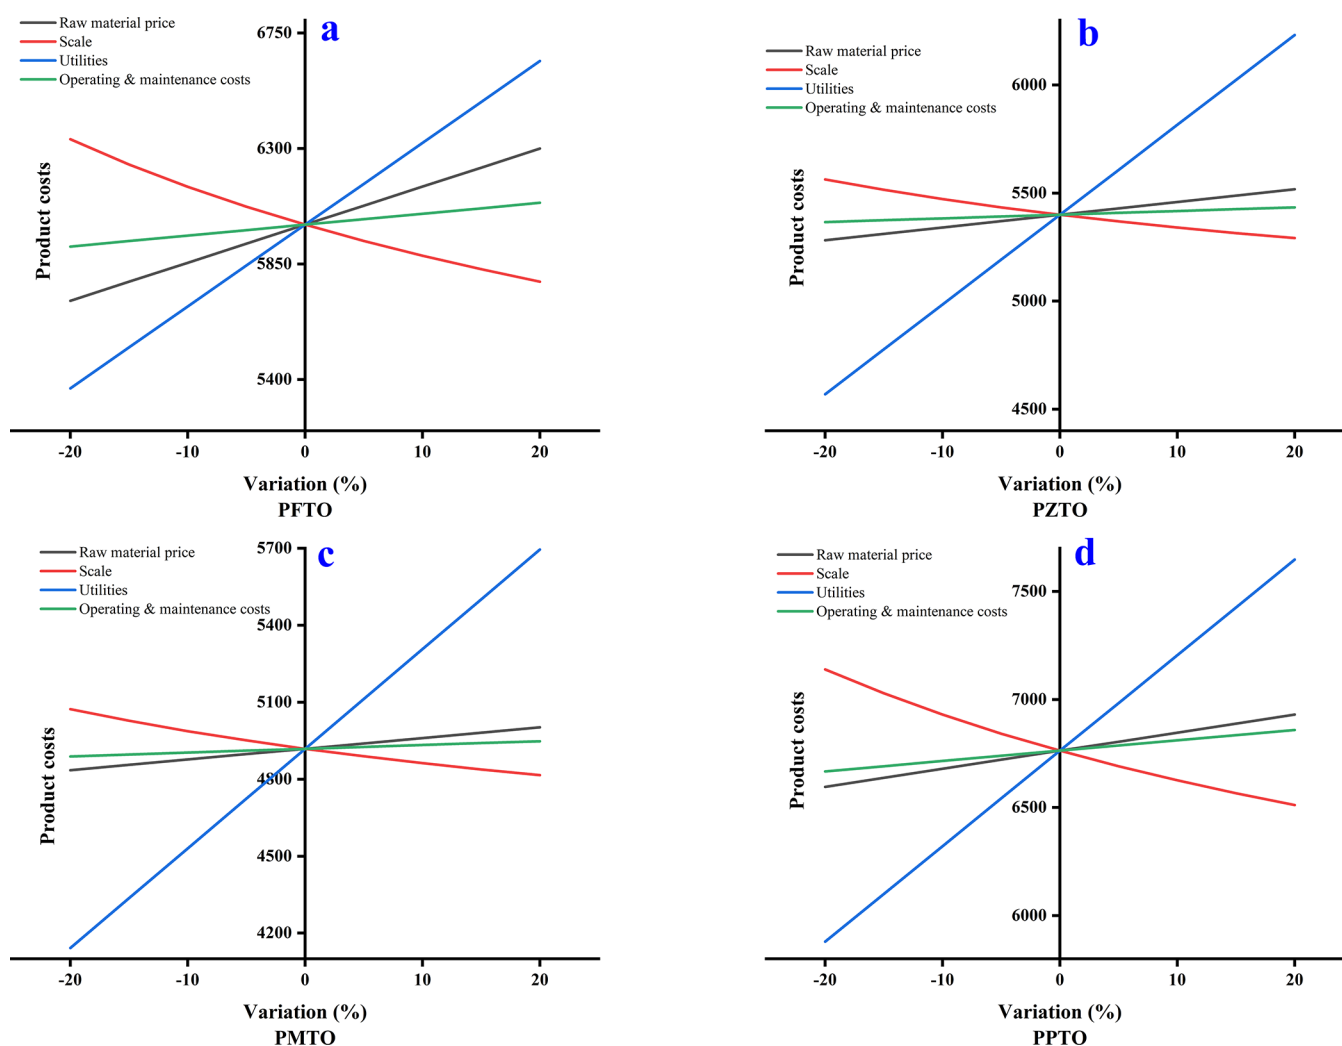 a
Raw material price
Scale
Utilities
Operating & maintenance costs
Product costs
6750
6300
5850
5400
-20 -10 0 10 20
Variation (%)
PFTO
b
Raw material price
Scale
Utilities
Operating & maintenance costs
Product costs
6000
5500
5000
4500
-20 -10 0 10 20
Variation (%)
PZTO
c
Raw material price
Scale
Utilities
Operating & maintenance costs
Product costs
5700
5400
5100
4800
4500
4200
-20 -10 0 10 20
Variation (%)
PMTO
d
Raw material price
Scale
Utilities
Operating & maintenance costs
Product costs
7500
7000
6500
6000
-20 -10 0 10 20
Variation (%)
PPTO